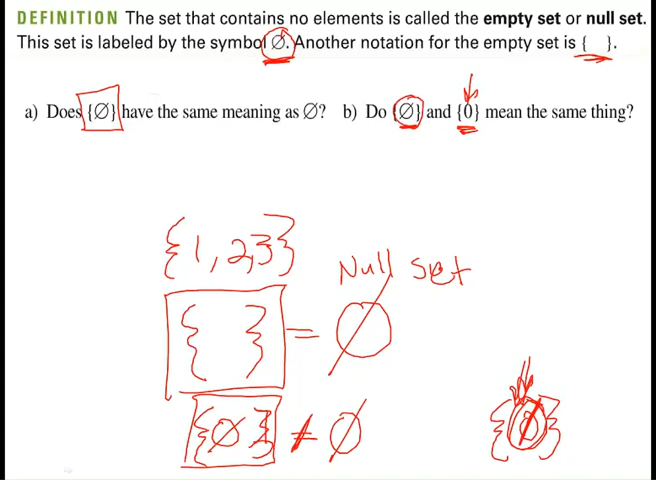 DEFINITION The set that contains no elements is called the empty set or null set.
This set is labeled by the symbol ∅. Another notation for the empty set is { }.
a) Does {∅} have the same meaning as ∅? b) Do {∅} and {0} mean the same thing?
{1,2,3}
Null set
{ } = ∅
{∅} ≠ ∅
{∅}